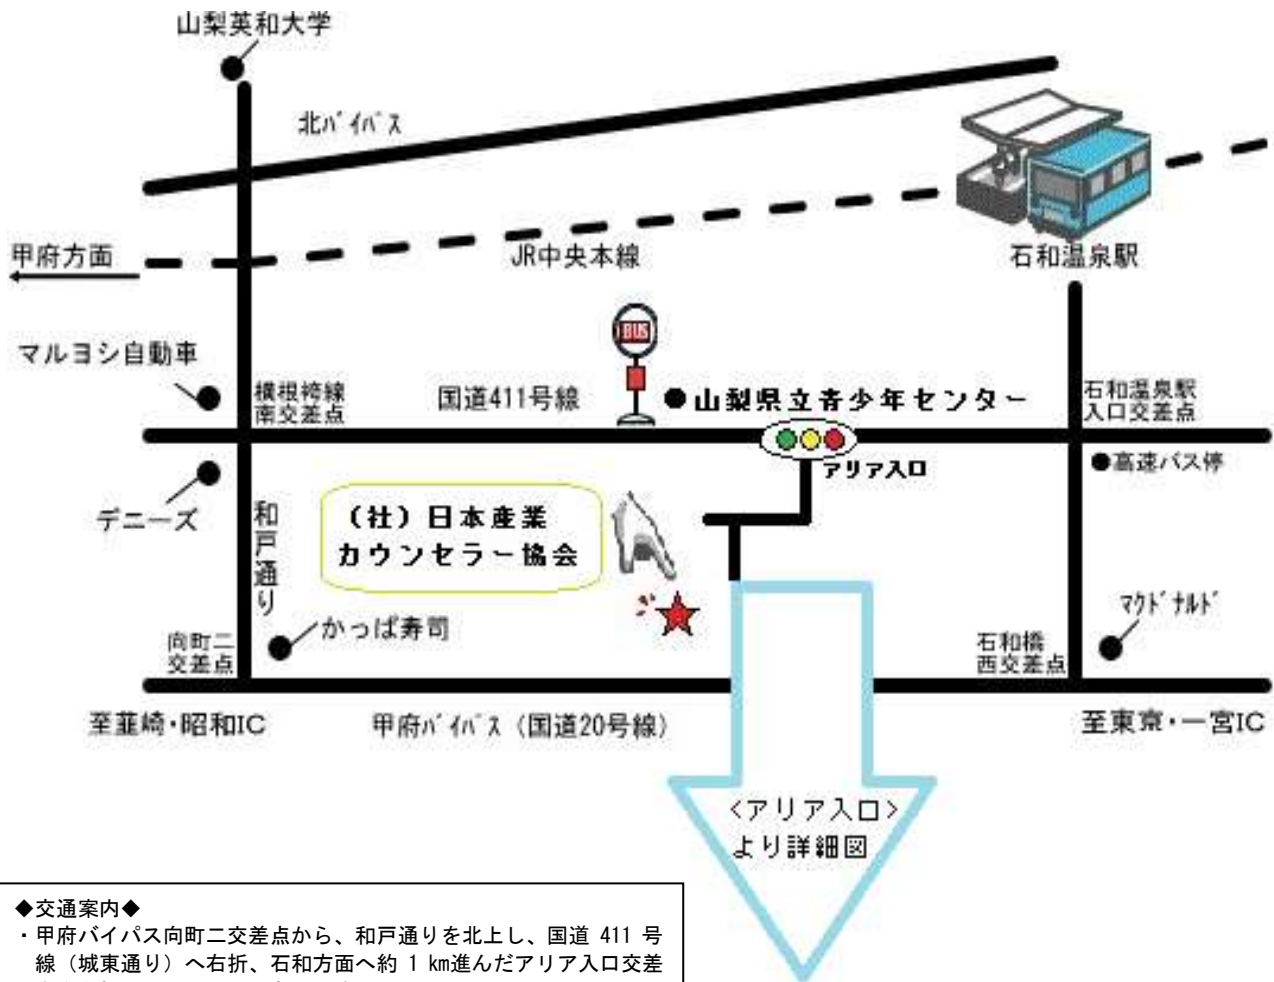 山梨英和大学
北ﾊﾞｲﾊﾟｽ
甲府方面
JR中央本線
石和温泉駅
マルヨシ自動車
横根袴線
南交差点
国道411号線
BUS
●山梨県立青少年センター
石和温泉駅
入口交差点
アリア入口
●高速バス停
デニーズ
和戸通り
（社）日本産業
カウンセラー協会
かっぱ寿司
マクドナルド
向町二
交差点
石和橋
西交差点
至韮崎・昭和IC
甲府ﾊﾞｲﾊﾟｽ（国道20号線）
至東京・一宮IC
<アリア入口>
より詳細図
◆交通案内◆
・甲府バイパス向町二交差点から、和戸通りを北上し、国道 411 号
線（城東通り）へ右折、石和方面へ約 1 km進んだアリア入口交差